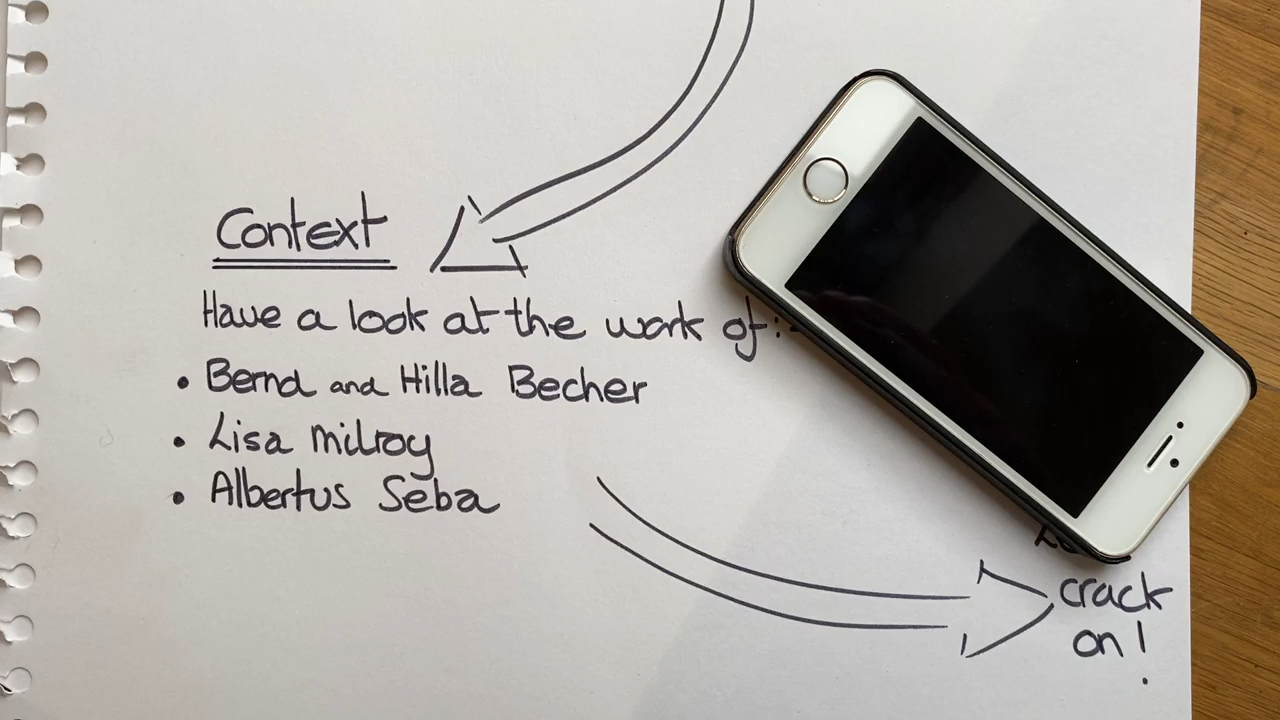 Context
Have a look at the work of:-
• Bernd and Hilla Becher
• Lisa Milroy
• Albertus Seba
crack
on!